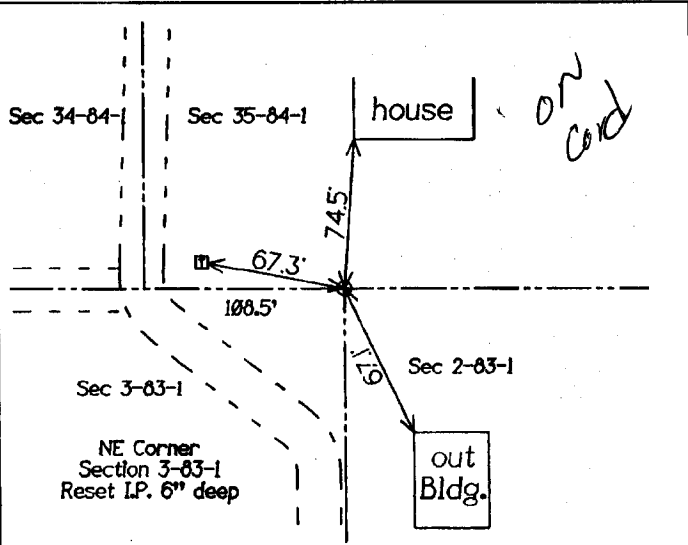 Sec 34-84-1
Sec 35-84-1
house
ON
Card
74.5'
67.3'
108.5'
67.1'
Sec 2-83-1
Sec 3-83-1
NE Corner
Section 3-83-1
Reset I.P. 6" deep
out
Bldg.